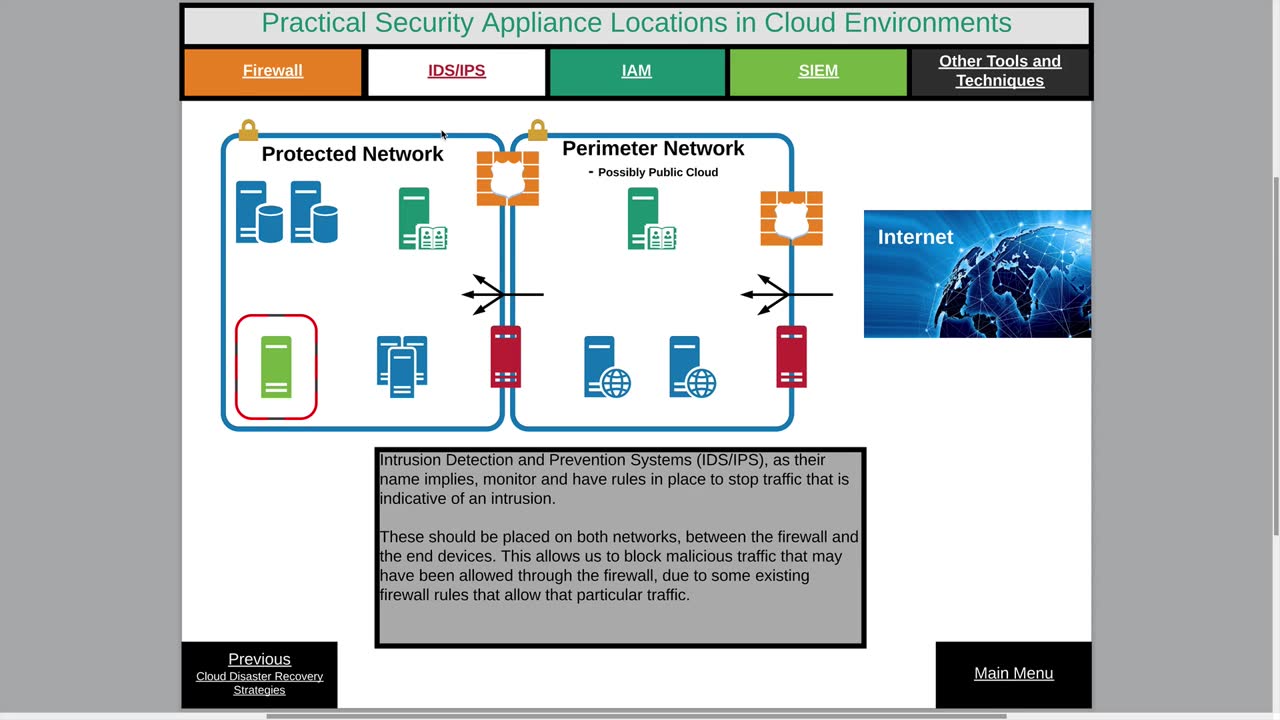 Practical Security Appliance Locations in Cloud Environments
Firewall
IDS/IPS
IAM
SIEM
Other Tools and
Techniques
Protected Network
Perimeter Network
- Possibly Public Cloud
Internet
Intrusion Detection and Prevention Systems (IDS/IPS), as their
name implies, monitor and have rules in place to stop traffic that is
indicative of an intrusion.
These should be placed on both networks, between the firewall and
the end devices. This allows us to block malicious traffic that may
have been allowed through the firewall, due to some existing
firewall rules that allow that particular traffic.
Previous
Cloud Disaster Recovery
Strategies
Main Menu